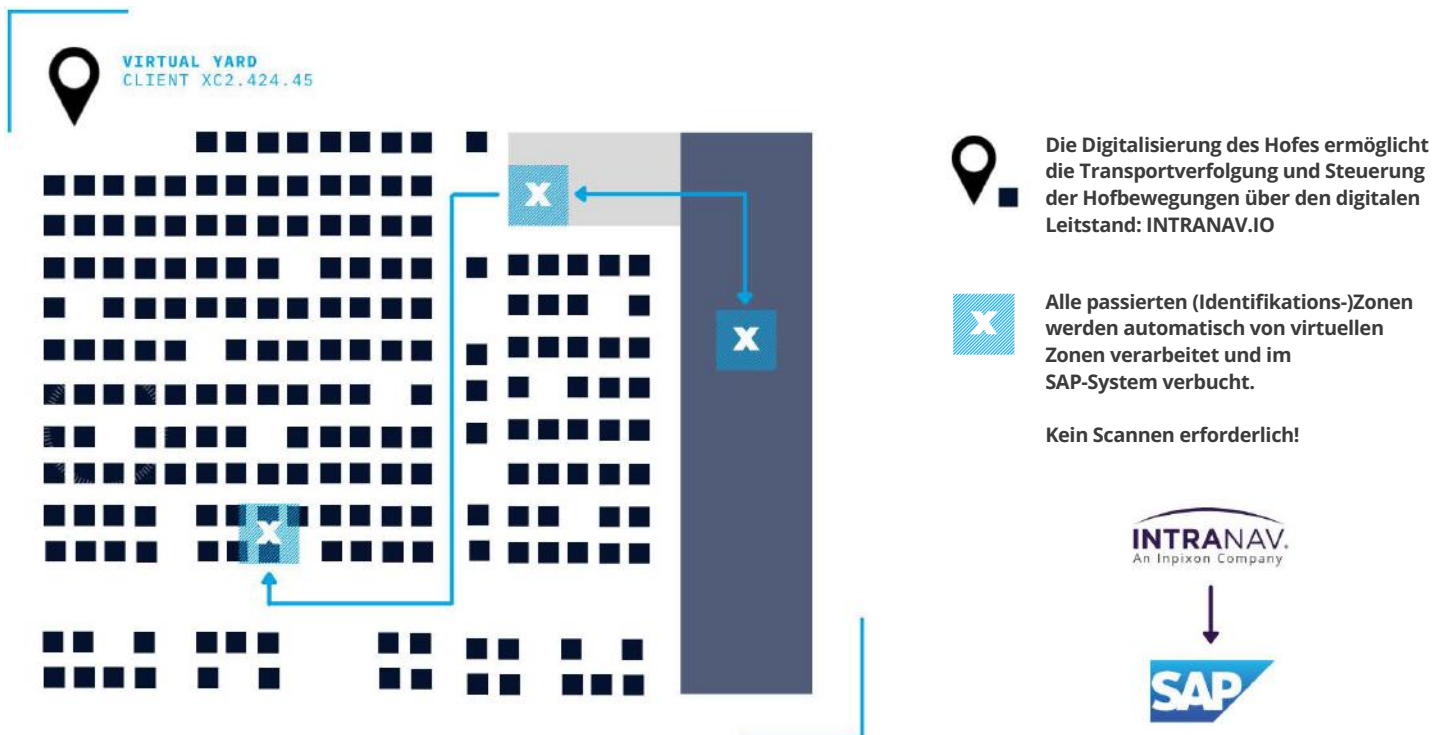 VIRTUAL YARD
CLIENT XC2.424.45
X
X
X
Die Digitalisierung des Hofes ermöglicht
die Transportverfolgung und Steuerung
der Hofbewegungen über den digitalen
Leitstand: INTRANAV.IO
X
Alle passierten (Identifikations-)Zonen
werden automatisch von virtuellen
Zonen verarbeitet und im
SAP-System verbucht.
Kein Scannen erforderlich!
INTRANAV.
An Inpixon Company
SAP